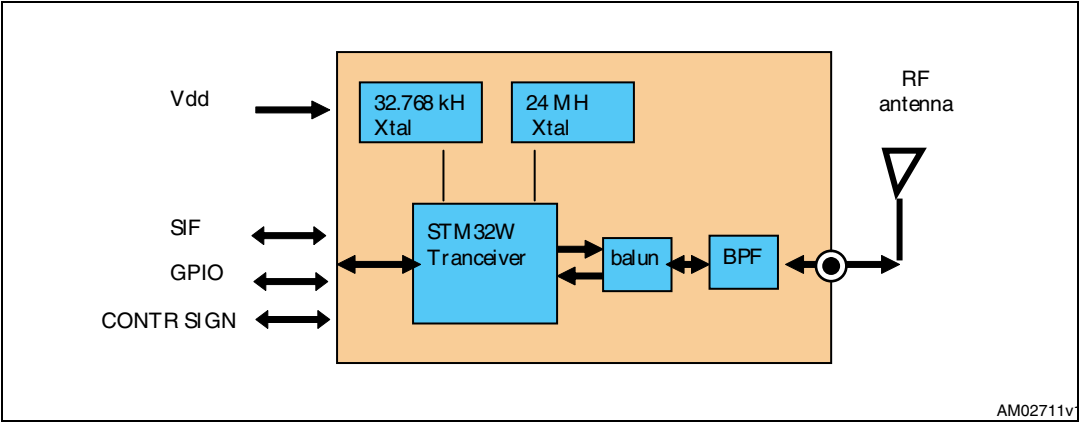 Vdd
32.768 kH
Xtal
24 MH
Xtal
RF
antenna
SIF
GPIO
CONTR SIGN
STM32W
Tranceiver
balun
BPF
AM02711v1